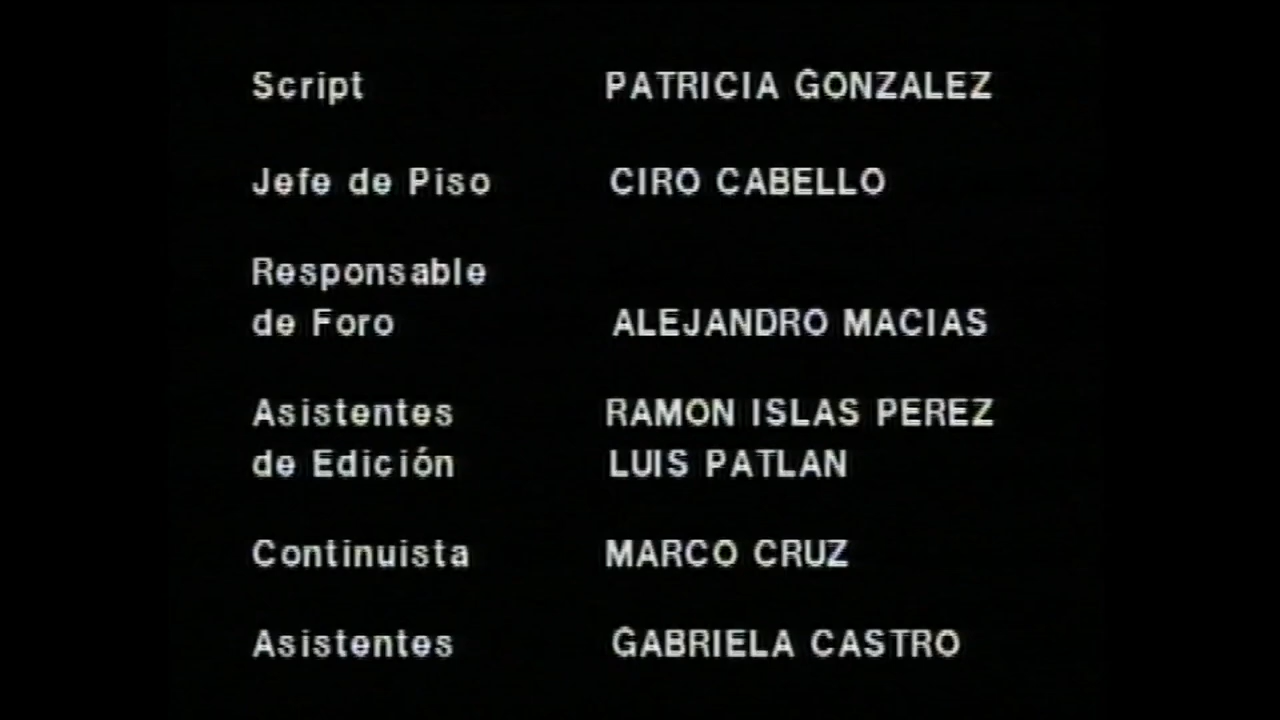 Script PATRICIA GONZALEZ
Jefe de Piso CIRO CABELLO
Responsable
de Foro ALEJANDRO MACIAS
Asistentes RAMON ISLAS PEREZ
de Edición LUIS PATLAN
Continuista MARCO CRUZ
Asistentes GABRIELA CASTRO